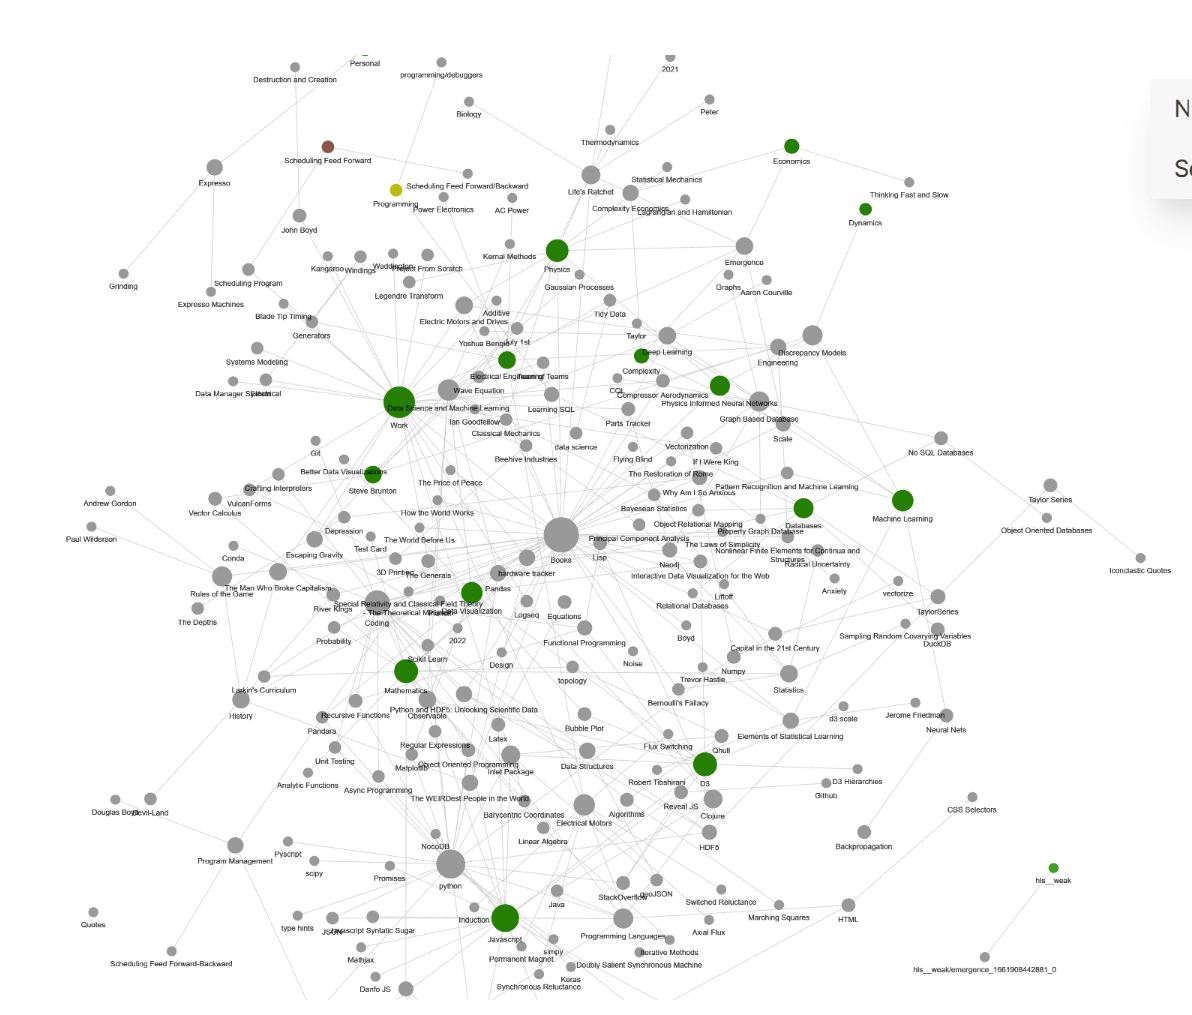 Personal
Destruction and Creation
programming/debuggers
2021
N
Biology
Peter
Thermodynamics
Scheduling Feed Forward
Economics
Expresso
Scheduling Feed Forward/Backward
Life's Ratchet
Statistical Mechanics
Thinking Fast and Slow
Programming
Power Electronics
AC Power
Complexity Economics
Lagrangian and Hamiltonian
Dynamics
John Boyd
Kangaroo
Windings
Waddington
Project From Scratch
Kernal Methods
Physics
Emergence
Grinding
Scheduling Program
Expresso Machines
Legendre Transform
Gaussian Processes
Graphs
Aaron Courville
Blade Tip Timing
Generators
Electric Motors and Drives
Additive
Tidy Data
Yoshua Bengio
July 1st
Taylor
Deep Learning
Engineering
Discrepancy Models
Systems Modeling
Electrical Engineering
Team of Teams
Complexity
Data Manager System
Electrical
Wave Equation
CQL
Compressor Aerodynamics
Physics Informed Neural Networks
Data Science and Machine Learning
Learning SQL
Work
Ian Goodfellow
Parts Tracker
Graph Based Database
Classical Mechanics
Scale
Git
Beehive Industries
data science
Vectorization
No SQL Databases
Better Data Visualizations
Flying Blind
If I Were King
The Restoration of Rome
Crafting Interpreters
Steve Brunton
The Price of Peace
Pattern Recognition and Machine Learning
Why Am I So Anxious
Andrew Gordon
Vector Calculus
VulcanForms
How the World Works
Bayesean Statistics
Taylor Series
Machine Learning
Depression
Object Relational Mapping
Databases
Object Oriented Databases
Paul Wilderson
The World Before Us
Property Graph Database
Principal Component Analysis
Test Card
The Laws of Simplicity
Escaping Gravity
Conda
Books
Lisp
Nonlinear Finite Elements for Continua and
Structures
Neo4j
Radical Uncertainty
Iconclastic Quotes
3D Printing
The Generals
hardware tracker
Interactive Data Visualization for the Web
The Man Who Broke Capitalism
Pandas
Anxiety
Rules of the Game
vectorize
Liftoff
River Kings
Special Relativity and Classical Field Theory
- The Theoretical Minimum
Data Visualization
Relational Databases
TaylorSeries
The Depths
Coding
Logseq
Equations
Probability
2022
Functional Programming
Boyd
Sampling Random Covarying Variables
DuckDB
Capital in the 21st Century
Scikit Learn
Design
Noise
Numpy
topology
Trevor Hastie
Mathematics
Larkin's Curriculum
Statistics
Bernoulli's Fallacy
Python and HDF5: Unlocking Scientific Data
History
Recursive Functions
Observable
d3.scale
Jerome Friedman
Pandara
Bubble Plot
Neural Nets
Latex
Elements of Statistical Learning
Regular Expressions
Flux Switching
Qhull
Unit Testing
Matplotlib
Object Oriented Programming
Inlet Package
Data Structures
Analytic Functions
Async Programming
Robert Tibshirani
D3
D3 Hierarchies
The WEIRDest People in the World
Github
Reveal JS
Douglas Boyd
Devil-Land
Barycentric Coordinates
Electrical Motors
Algorithms
Clojure
CSS Selectors
Linear Algebra
NocoDB
HDF5
Backpropagation
Pyscript
Program Management
scipy
Promises
python
hls__weak
StackOverflow
geoJSON
Java
Switched Reluctance
Quotes
type hints
JSON
Javascript Syntatic Sugar
Induction
Javascript
Programming Languages
Marching Squares
HTML
Axial Flux
Mathjax
Permanent Magnet
simpy
Iterative Methods
Scheduling Feed Forward-Backward
Doubly Salient Synchronous Machine
hls__weak/emergence_1661908442881_0
Danfo JS
Synchronous Reluctance
Keras